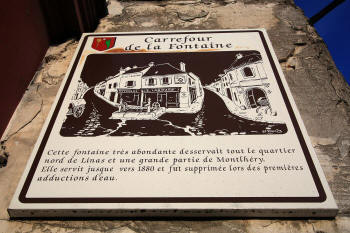 Carrefour
de la Fontaine
Cette fontaine très abondante desservait tout le quartier
nord de Linas et une grande partie de Montlhéry.
Elle servit jusque vers 1880 et fut supprimée lors des premières
adductions d'eau.